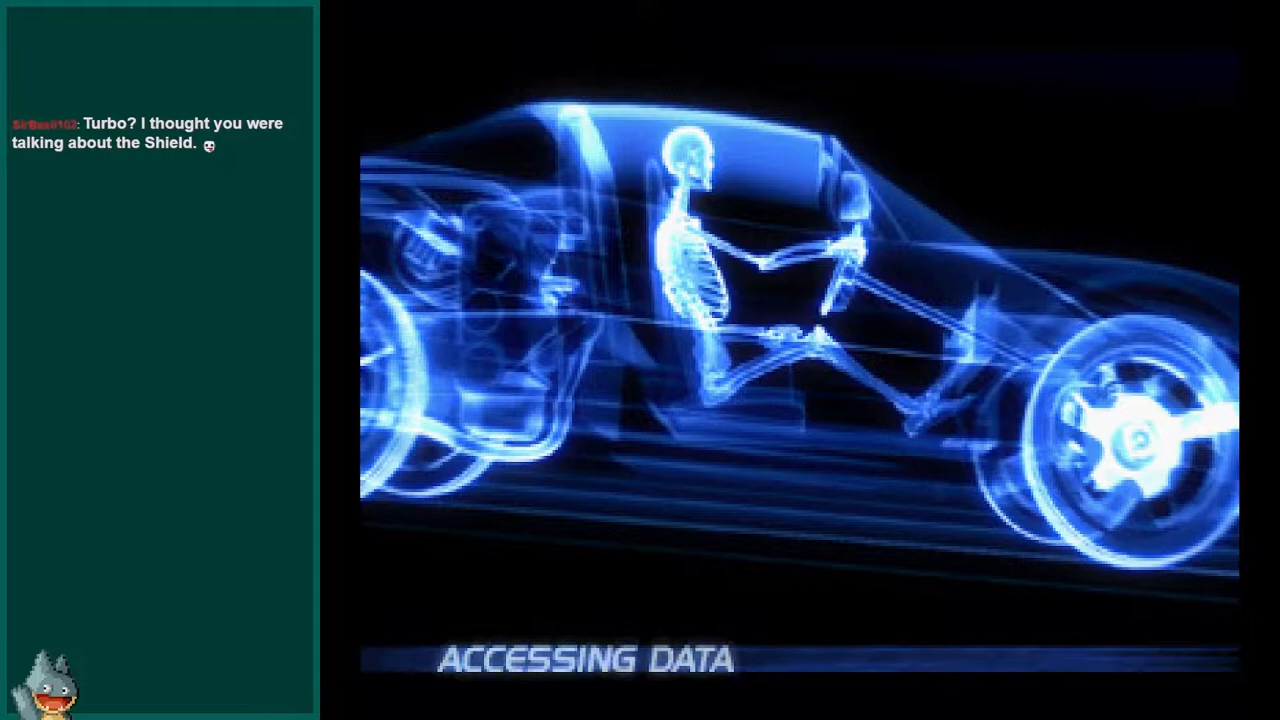 : Turbo? I thought you were
talking about the Shield.
ACCESSING DATA